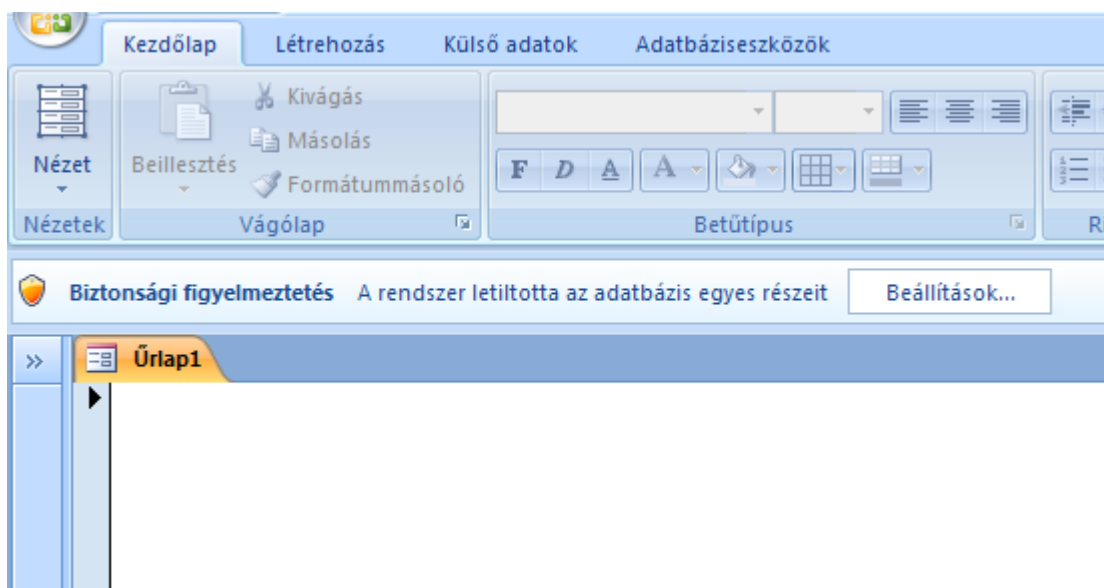 Kezdőlap Létrehozás Külső adatok Adatbáziseszközök
Kivágás
Másolás
Nézet Beillesztés
Formátummásoló
F D A A
Nézetek Vágólap Betűtípus
Biztonsági figyelmeztetés A rendszer letiltotta az adatbázis egyes részeit Beállítások...
Űrlap1